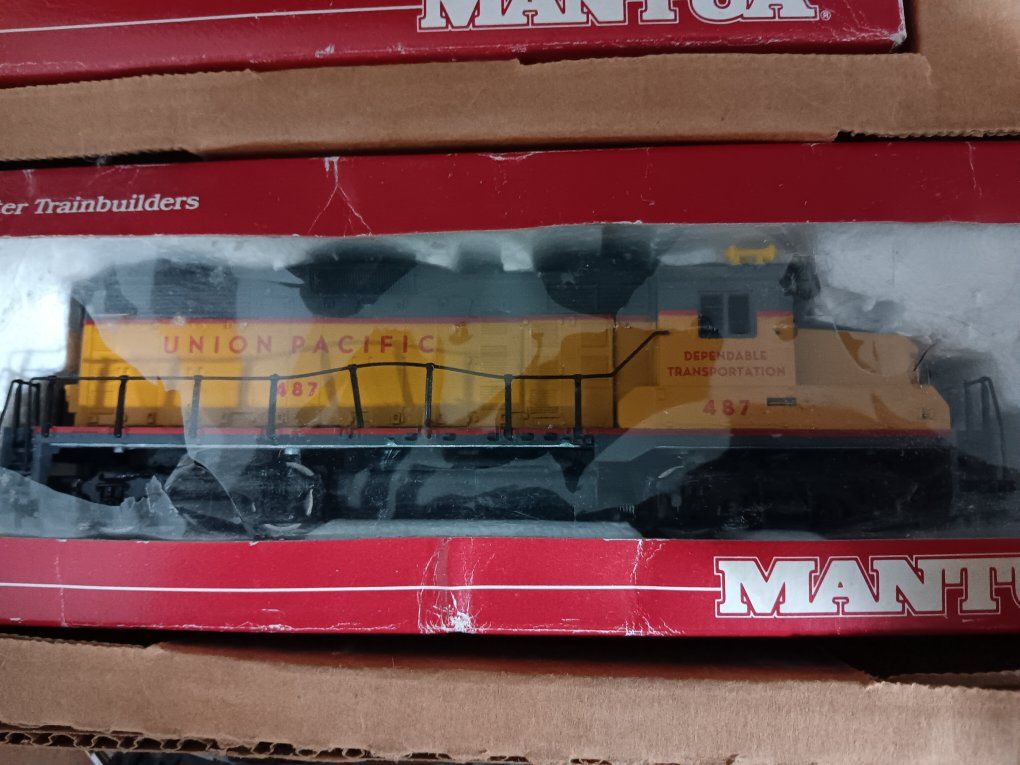 MANTUA®
ter Trainbuilders
UNION PACIFIC
487
DEPENDABLE
TRANSPORTATION
487
MANTU